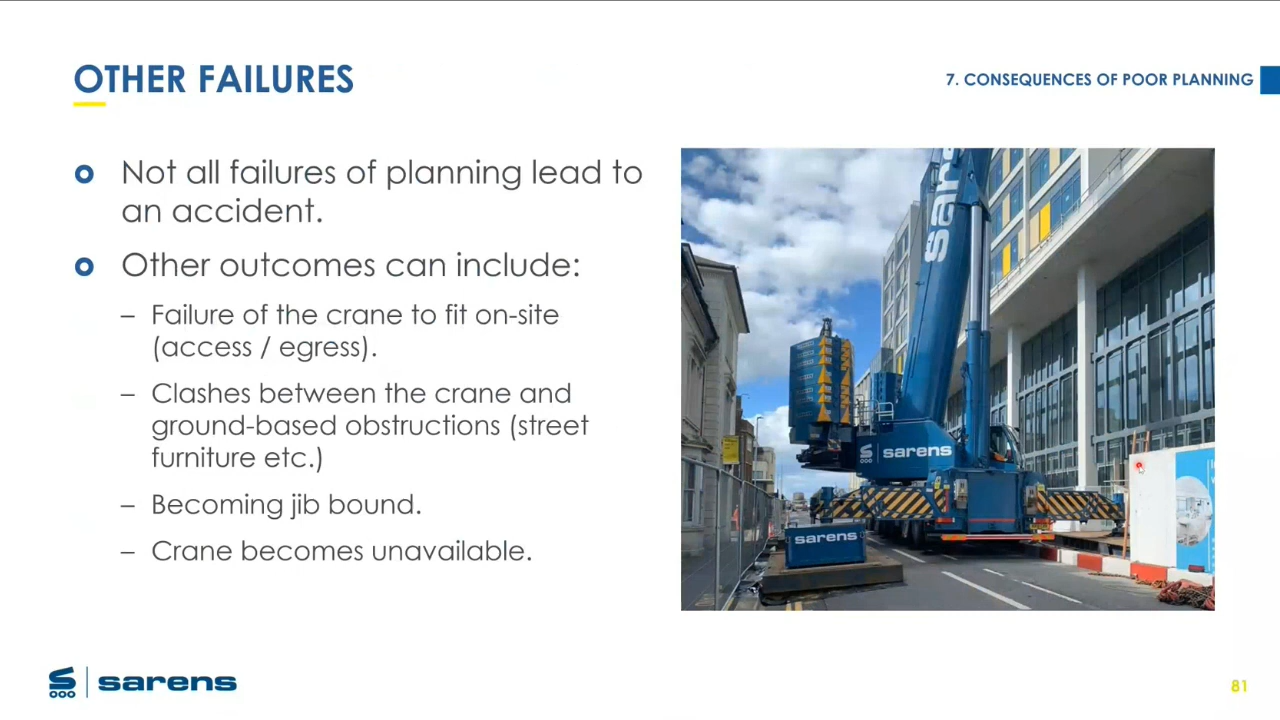 OTHER FAILURES
7. CONSEQUENCES OF POOR PLANNING
Not all failures of planning lead to
an accident.
Other outcomes can include:
– Failure of the crane to fit on-site
(access / egress).
– Clashes between the crane and
ground-based obstructions (street
furniture etc.)
– Becoming jib bound.
– Crane becomes unavailable.
sar
sarens
sarens
sarens
81